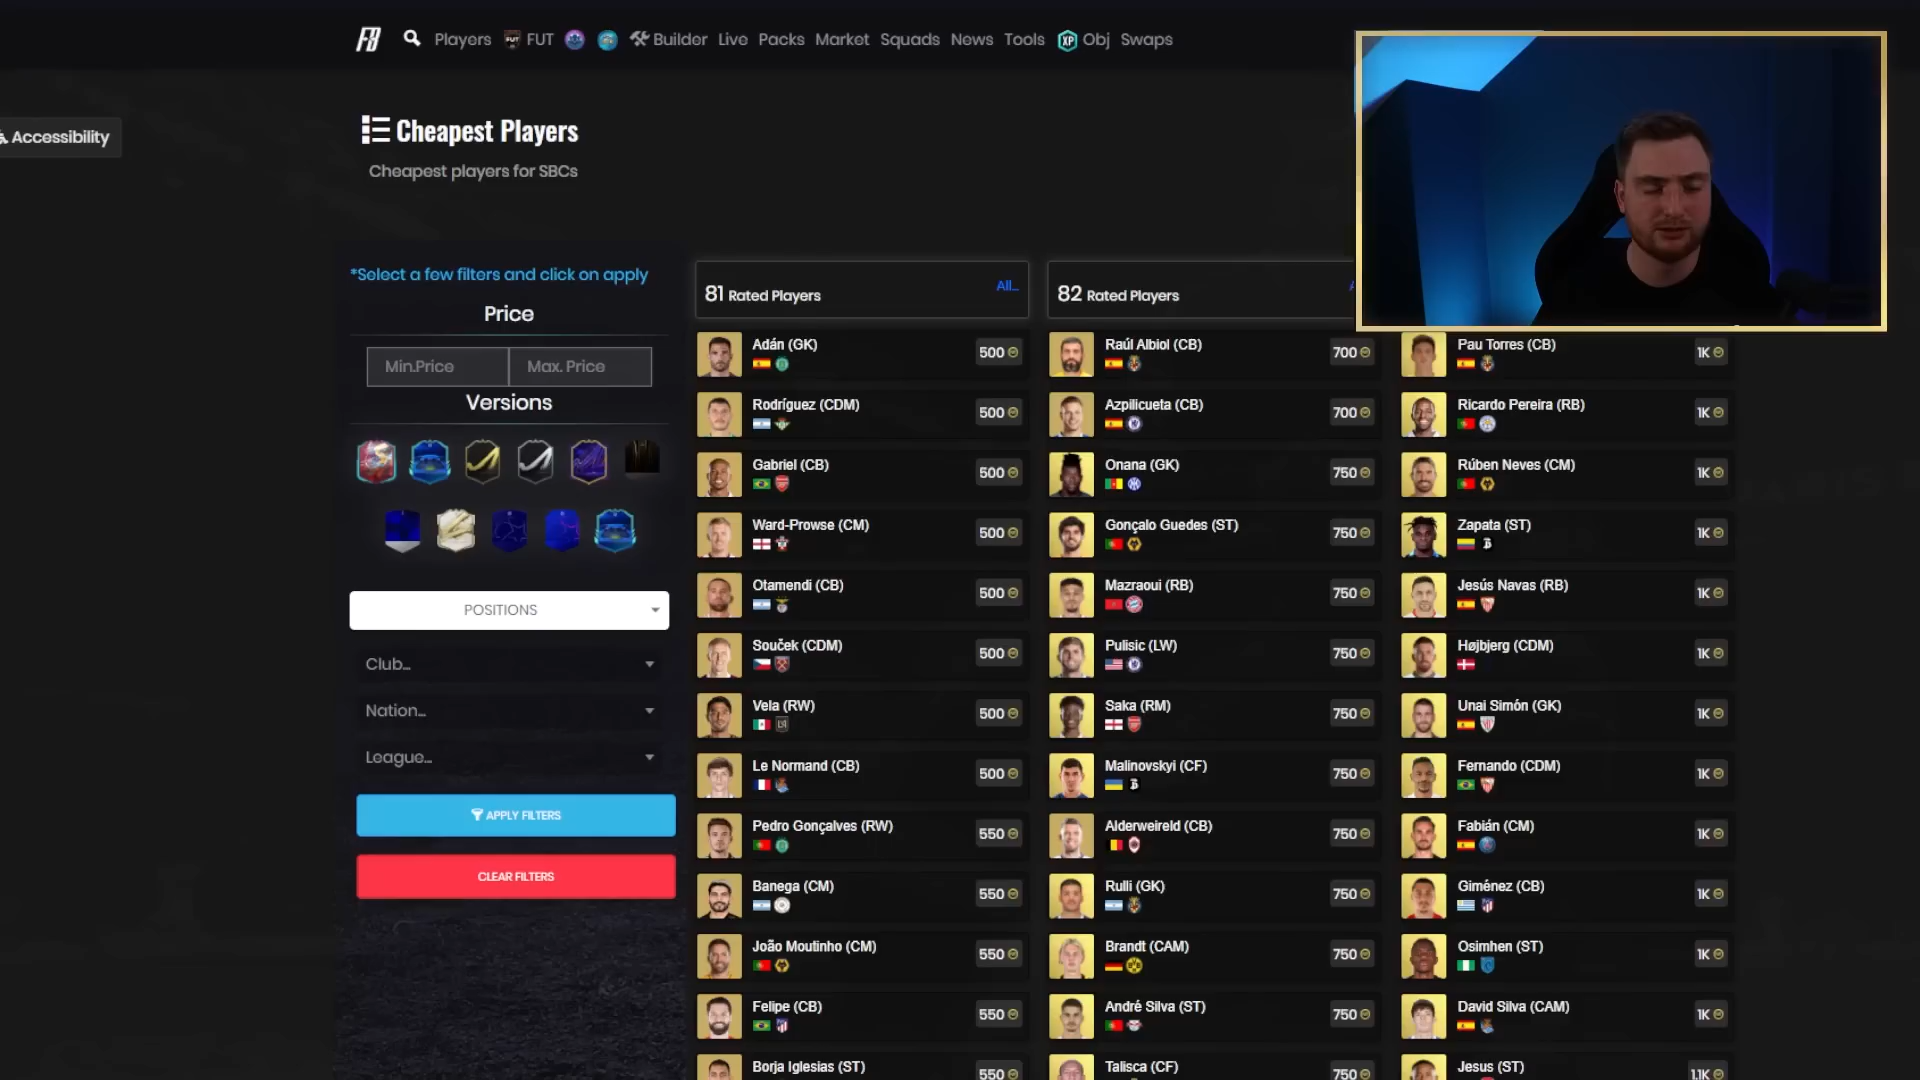 Players
FUT
Builder
Live
Packs
Market
Squads
News
Tools
XP
Obj
Swaps
Accessibility
Cheapest Players
Cheapest players for SBCs
*Select a few filters and click on apply
Price
Min.Price
Max. Price
Versions
POSITIONS
Club...
Nation...
League...
APPLY FILTERS
CLEAR FILTERS
81 Rated Players
All...
Adán (GK)
500
Rodríguez (CDM)
500
Gabriel (CB)
500
Ward-Prowse (CM)
500
Otamendi (CB)
500
Souček (CDM)
500
Vela (RW)
500
Le Normand (CB)
500
Pedro Gonçalves (RW)
550
Banega (CM)
550
João Moutinho (CM)
550
Felipe (CB)
550
Borja Iglesias (ST)
550
82 Rated Players
Raúl Albiol (CB)
700
Azpilicueta (CB)
700
Onana (GK)
750
Gonçalo Guedes (ST)
750
Mazraoui (RB)
750
Pulisic (LW)
750
Saka (RM)
750
Malinovskyi (CF)
750
Alderweireld (CB)
750
Rulli (GK)
750
Brandt (CAM)
750
André Silva (ST)
750
Talisca (CF)
750
Pau Torres (CB)
1K
Ricardo Pereira (RB)
1K
Rúben Neves (CM)
1K
Zapata (ST)
1K
Jesús Navas (RB)
1K
Højbjerg (CDM)
1K
Unai Simón (GK)
1K
Fernando (CDM)
1K
Fabián (CM)
1K
Giménez (CB)
1K
Osimhen (ST)
1K
David Silva (CAM)
1K
Jesus (ST)
1.1K